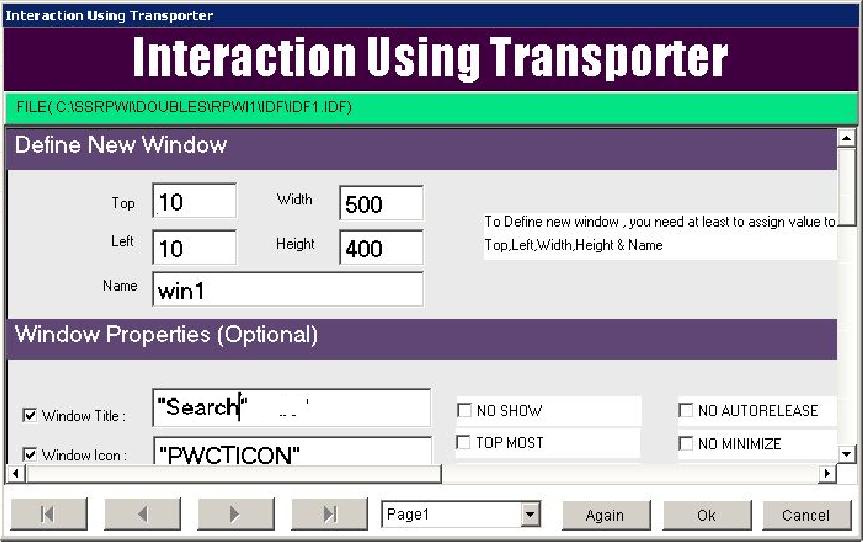 Interaction Using Transporter
Interaction Using Transporter
FILE( C:\SSRPWI\DOUBLES\RPWI1\IDF\IDF1.IDF)
Define New Window
Top 10 Width 500
To Define new window , you need at least to assign value to
Left 10 Height 400
Top,Left,Width,Height & Name
Name win1
Window Properties (Optional)
Window Title : "Search" NO SHOW NO AUTORELEASE
Window Icon : "PWCTICON" TOP MOST NO MINIMIZE
Page1 Again Ok Cancel